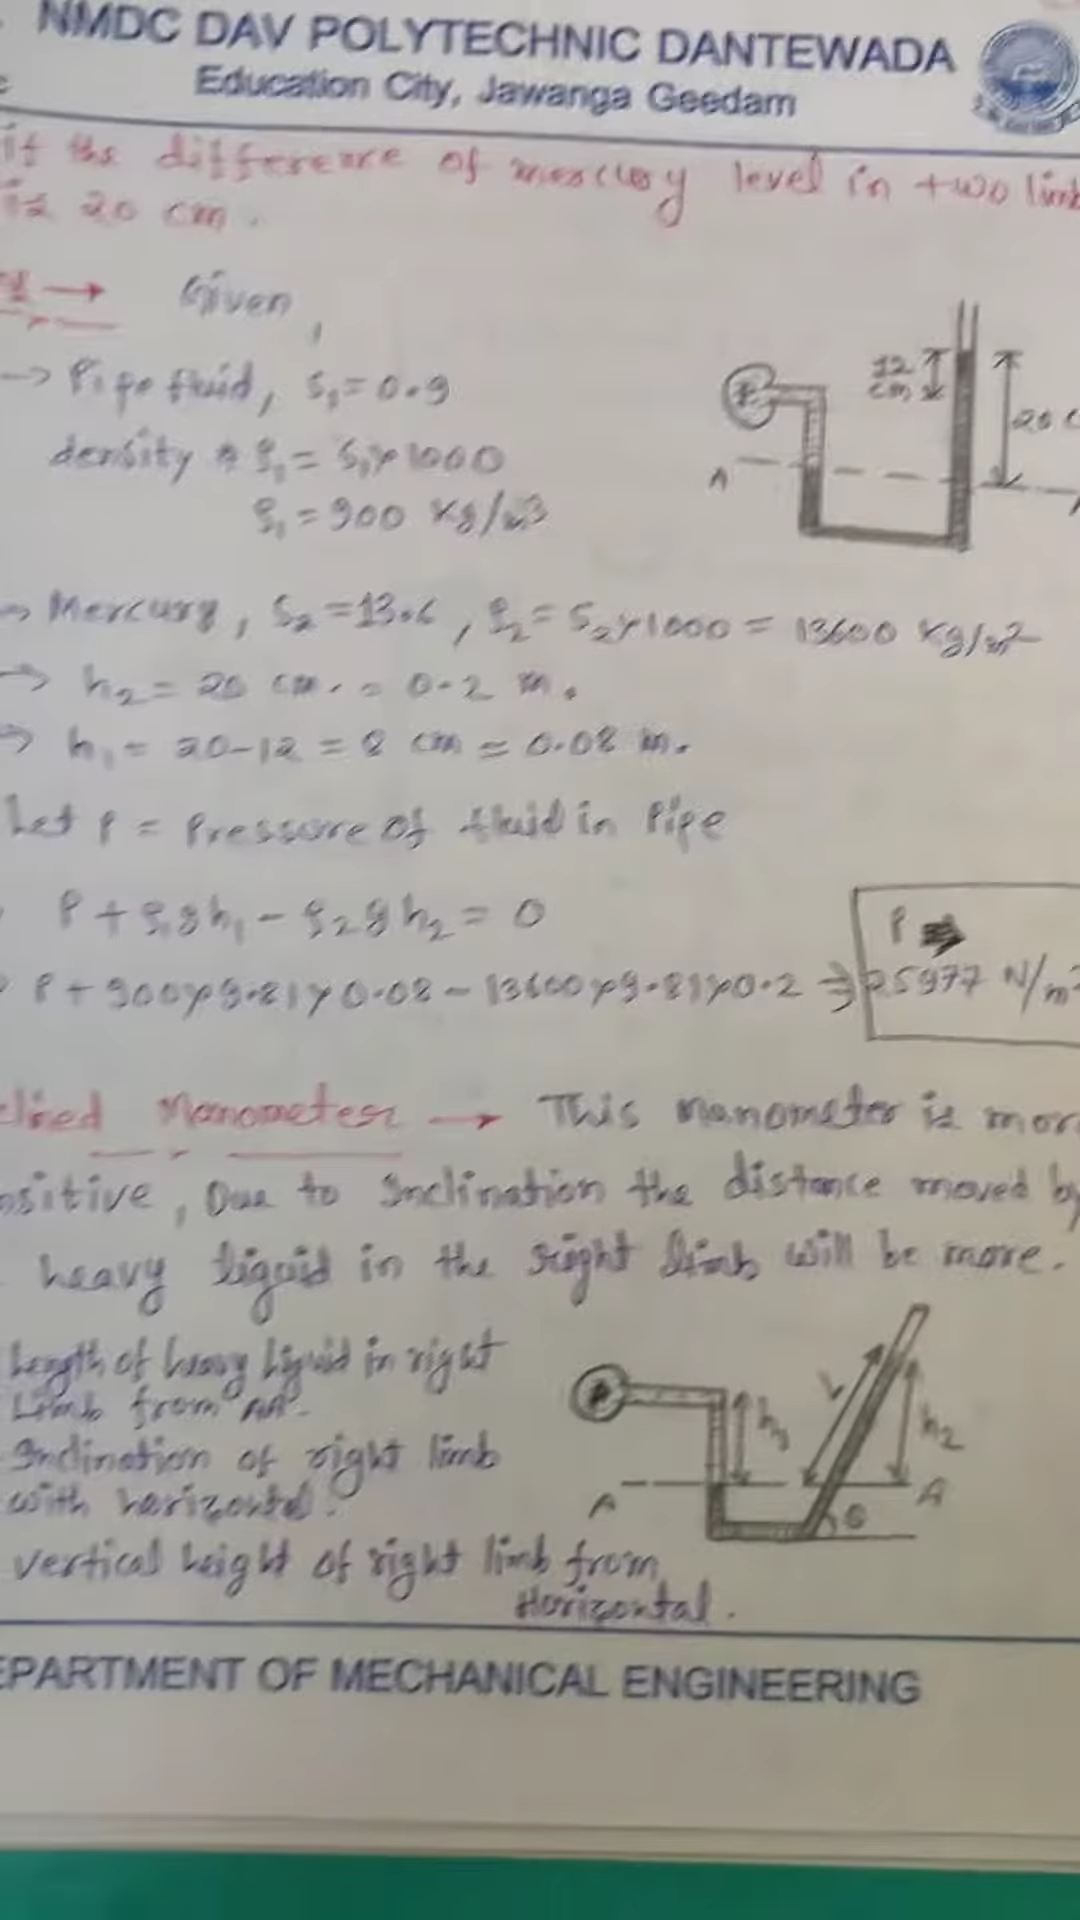 NMDC DAV POLYTECHNIC DANTEWADA
Education City, Jawanga Geedam
if the difference of mercury level in two limb
is 20 cm.
Given,
→ Pipe fluid, S₁ = 0.9
density ρ₁ = S₁×1000
ρ₁ = 900 kg/m³
→ Mercury, S₂ = 13.6, ρ₂ = S₂×1000 = 13600 kg/m²
→ h₂ = 20 cm. = 0.2 m.
→ h₁ = 20-12 = 8 cm = 0.08 m.
Let P = Pressure of fluid in Pipe
P + ρ₁gh₁ - ρ₂gh₂ = 0
P + 900×9.81×0.08 - 13600×9.81×0.2 ⇒ 25977 N/m²
P ⇒
12
cm
20 c
A
clined Manometer → This manometer is mor
nsitive, Due to Inclination the distance moved by
heavy liquid in the right limb will be more.
Length of heavy liquid in right
Limb from AA.
Inclination of right limb
with horizontal.
vertical height of right limb from
Horizontal.
A
h₁
L
h₂
A
A
θ
EPARTMENT OF MECHANICAL ENGINEERING